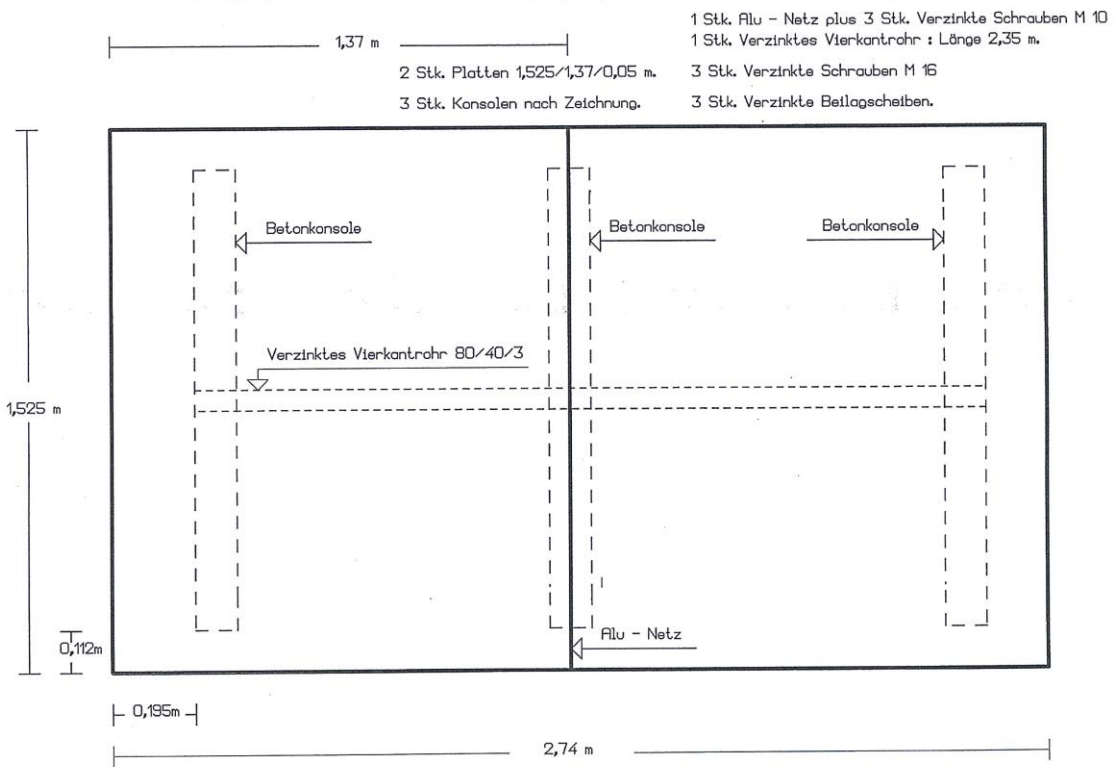 1 Stk. Alu - Netz plus 3 Stk. Verzinkte Schrauben M 10
1,37 m
1 Stk. Verzinktes Vierkantrohr : Länge 2,35 m.
2 Stk. Platten 1,525/1,37/0,05 m.
3 Stk. Verzinkte Schrauben M 16
3 Stk. Konsolen nach Zeichnung.
3 Stk. Verzinkte Beilagscheiben.
Betonkonsole
Betonkonsole
Betonkonsole
Verzinktes Vierkantrohr 80/40/3
1,525 m
Alu - Netz
0,112m
0,195m
2,74 m